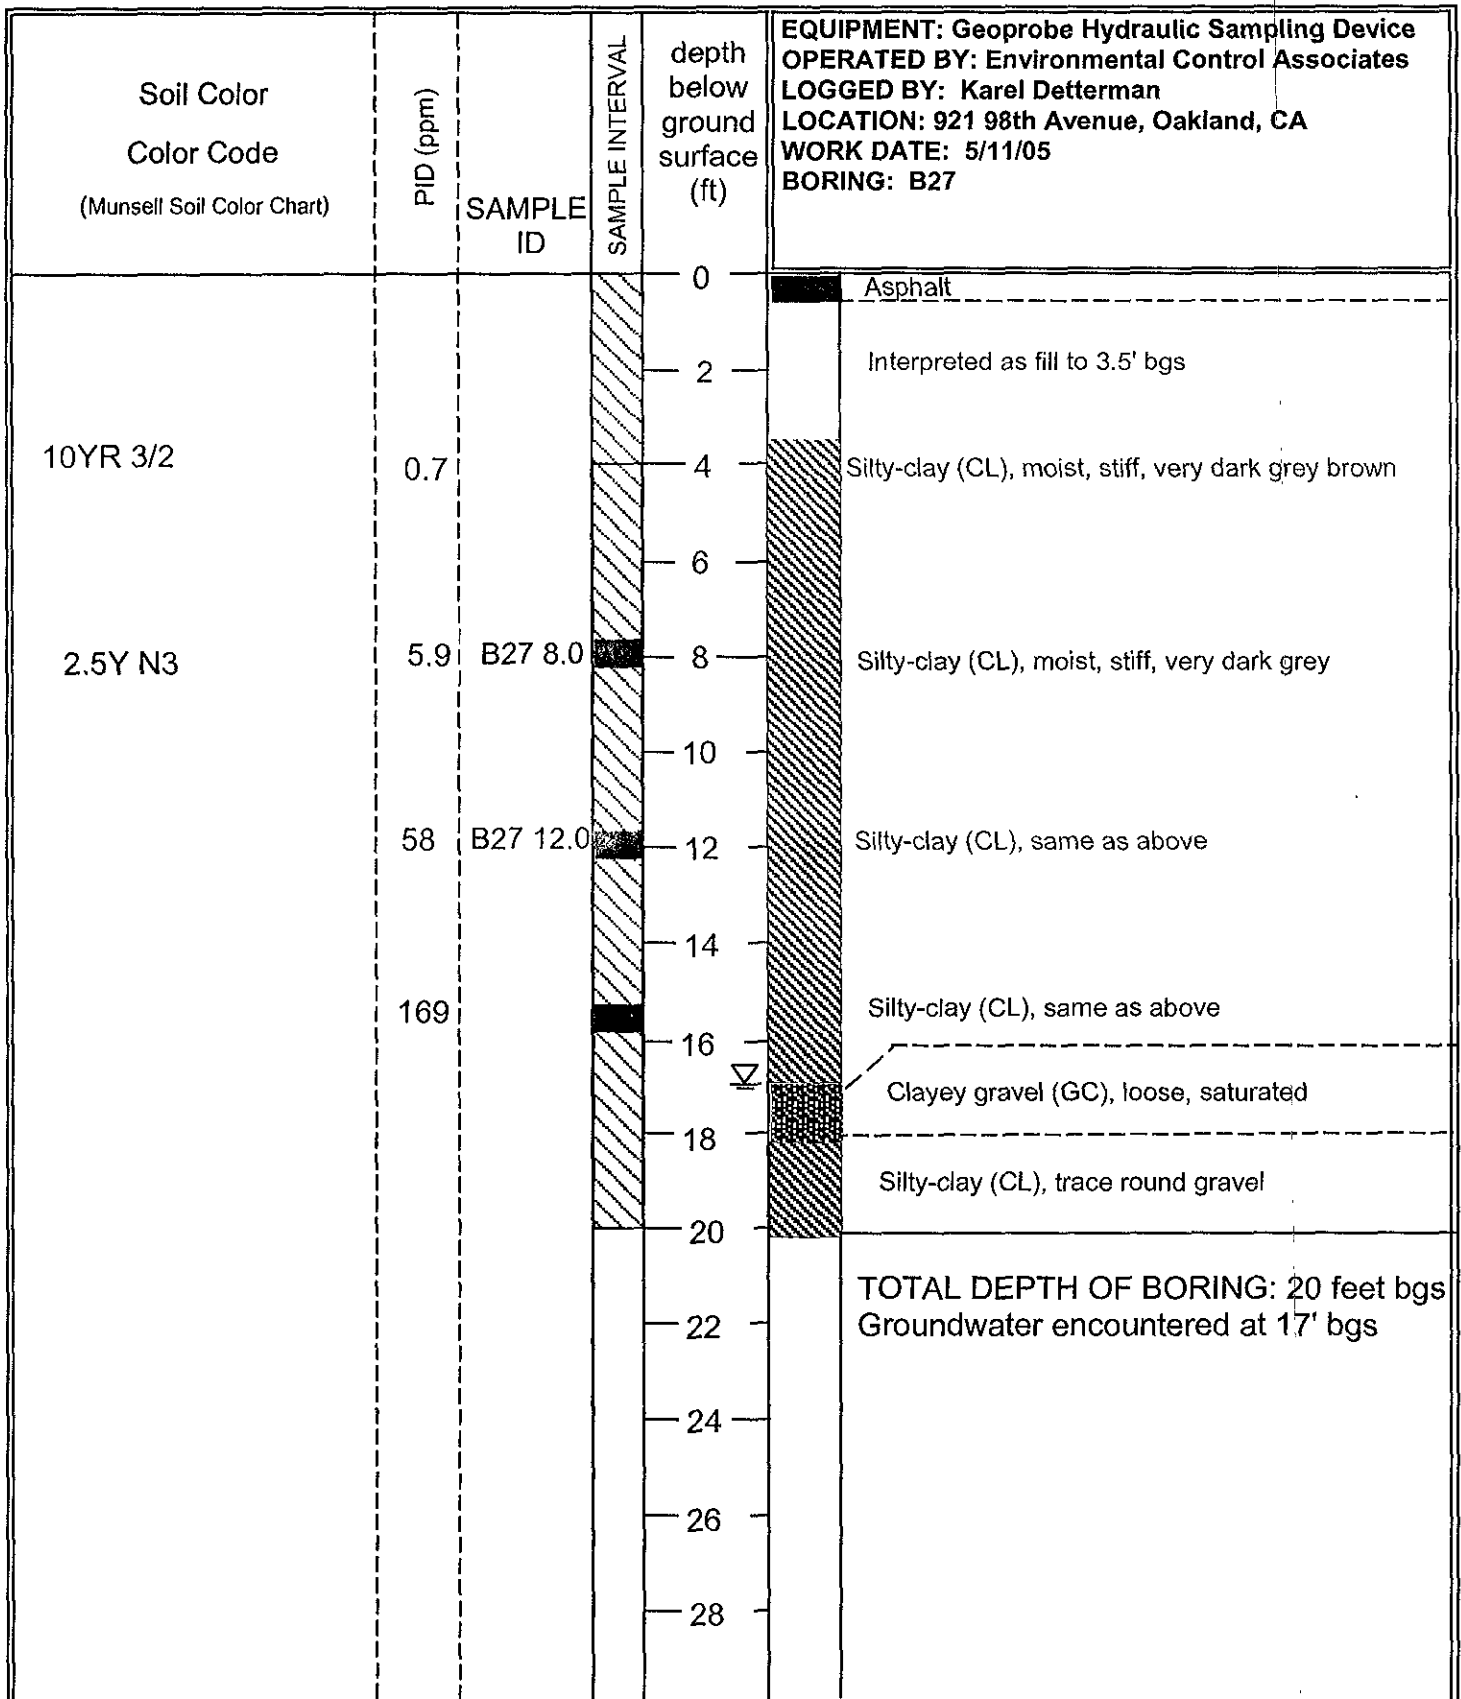 Soil Color
Color Code
(Munsell Soil Color Chart)
PID (ppm)
SAMPLE
ID
SAMPLE INTERVAL
depth
below
ground
surface
(ft)
EQUIPMENT: Geoprobe Hydraulic Sampling Device
OPERATED BY: Environmental Control Associates
LOGGED BY: Karel Detterman
LOCATION: 921 98th Avenue, Oakland, CA
WORK DATE: 5/11/05
BORING: B27
0
Asphalt
2
Interpreted as fill to 3.5' bgs
10YR 3/2
0.7
4
Silty-clay (CL), moist, stiff, very dark grey brown
6
2.5Y N3
5.9
B27 8.0
8
Silty-clay (CL), moist, stiff, very dark grey
10
58
B27 12.0
12
Silty-clay (CL), same as above
14
169
Silty-clay (CL), same as above
16
Clayey gravel (GC), loose, saturated
18
Silty-clay (CL), trace round gravel
20
TOTAL DEPTH OF BORING: 20 feet bgs
Groundwater encountered at 17' bgs
22
24
26
28